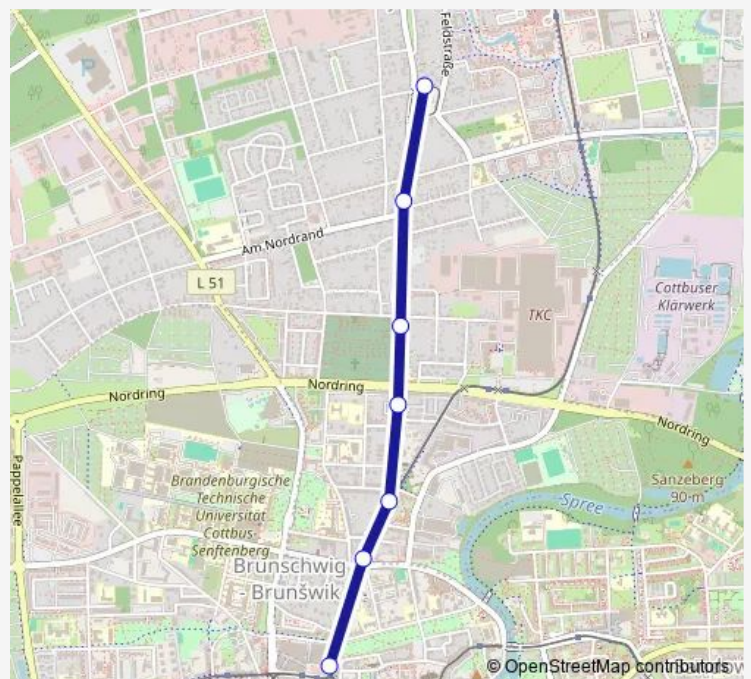 Feldstraße
P
Am Nordrand
L 51
TKC
Cottbuser
Klärwerk
Nordring
Nordring
Nordring
Pappelallee
Brandenburgische
Technische
Universität
Cottbus-
Senftenberg
Sanzeberg
90 m
Spree
Brunschwig
- Brunšwik
© OpenStreetMap contributors